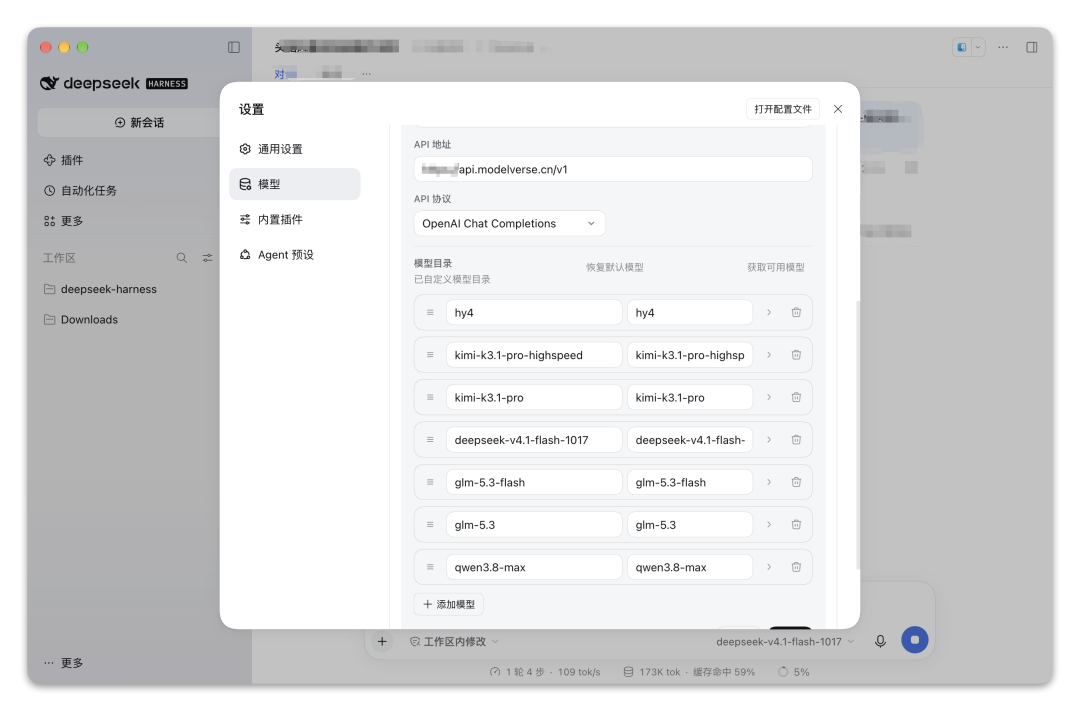 deepseek HARNESS
新会话
插件
自动化任务
更多
工作区
deepseek-harness
Downloads
更多
对
设置
打开配置文件
通用设置
模型
内置插件
Agent 预设
API 地址
api.modelverse.cn/v1
API 协议
OpenAI Chat Completions
模型目录
已自定义模型目录
恢复默认模型
获取可用模型
hy4 hy4
kimi-k3.1-pro-highspeed kimi-k3.1-pro-highsp
kimi-k3.1-pro kimi-k3.1-pro
deepseek-v4.1-flash-1017 deepseek-v4.1-flash-
glm-5.3-flash glm-5.3-flash
glm-5.3 glm-5.3
qwen3.8-max qwen3.8-max
添加模型
工作区内修改
deepseek-v4.1-flash-1017
1 轮 4 步 · 109 tok/s 173K tok · 缓存命中 59% 5%